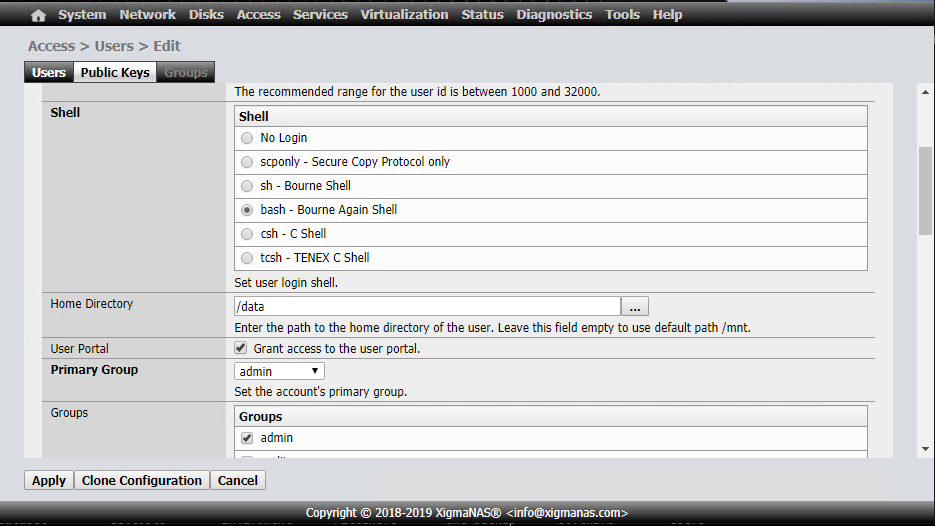 System Network Disks Access Services Virtualization Status Diagnostics Tools Help
Access > Users > Edit
Users Public Keys Groups
The recommended range for the user id is between 1000 and 32000.
Shell
Shell
No Login
scponly - Secure Copy Protocol only
sh - Bourne Shell
bash - Bourne Again Shell
csh - C Shell
tcsh - TENEX C Shell
Set user login shell.
Home Directory
/data
...
Enter the path to the home directory of the user. Leave this field empty to use default path /mnt.
User Portal
Grant access to the user portal.
Primary Group
admin
Set the account's primary group.
Groups
Groups
admin
Apply Clone Configuration Cancel
Copyright © 2018-2019 XigmaNAS® <info@xigmanas.com>